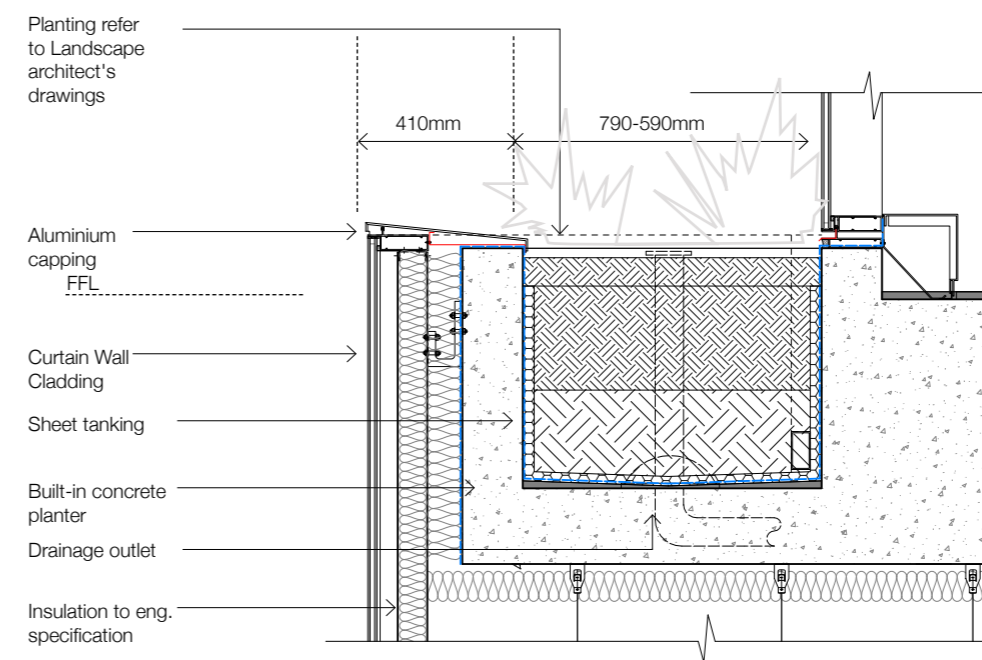 Planting refer
to Landscape
architect's
drawings
410mm
790-590mm
Aluminium
capping
FFL
Curtain Wall
Cladding
Sheet tanking
Built-in concrete
planter
Drainage outlet
Insulation to eng.
specification